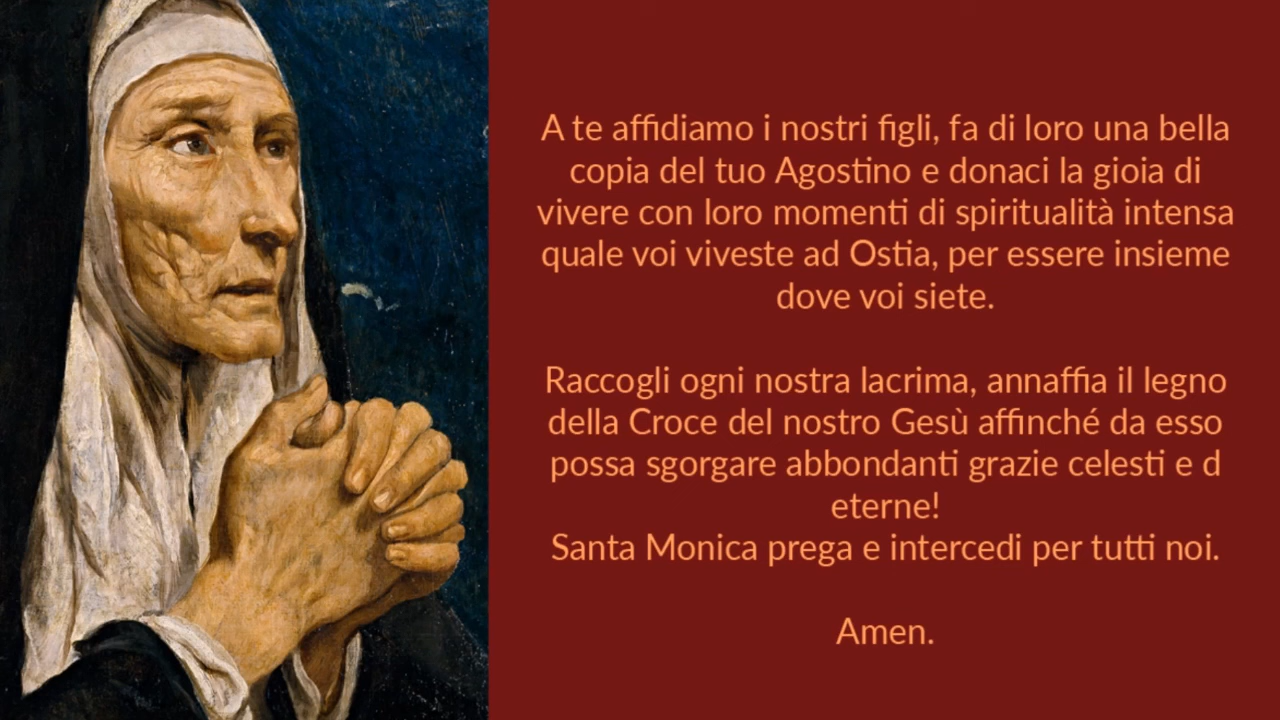 A te affidiamo i nostri figli, fa di loro una bella
copia del tuo Agostino e donaci la gioia di
vivere con loro momenti di spiritualità intensa
quale voi viveste ad Ostia, per essere insieme
dove voi siete.
Raccogli ogni nostra lacrima, annaffia il legno
della Croce del nostro Gesù affinché da esso
possa sgorgare abbondanti grazie celesti e d
eterne!
Santa Monica prega e intercedi per tutti noi.
Amen.